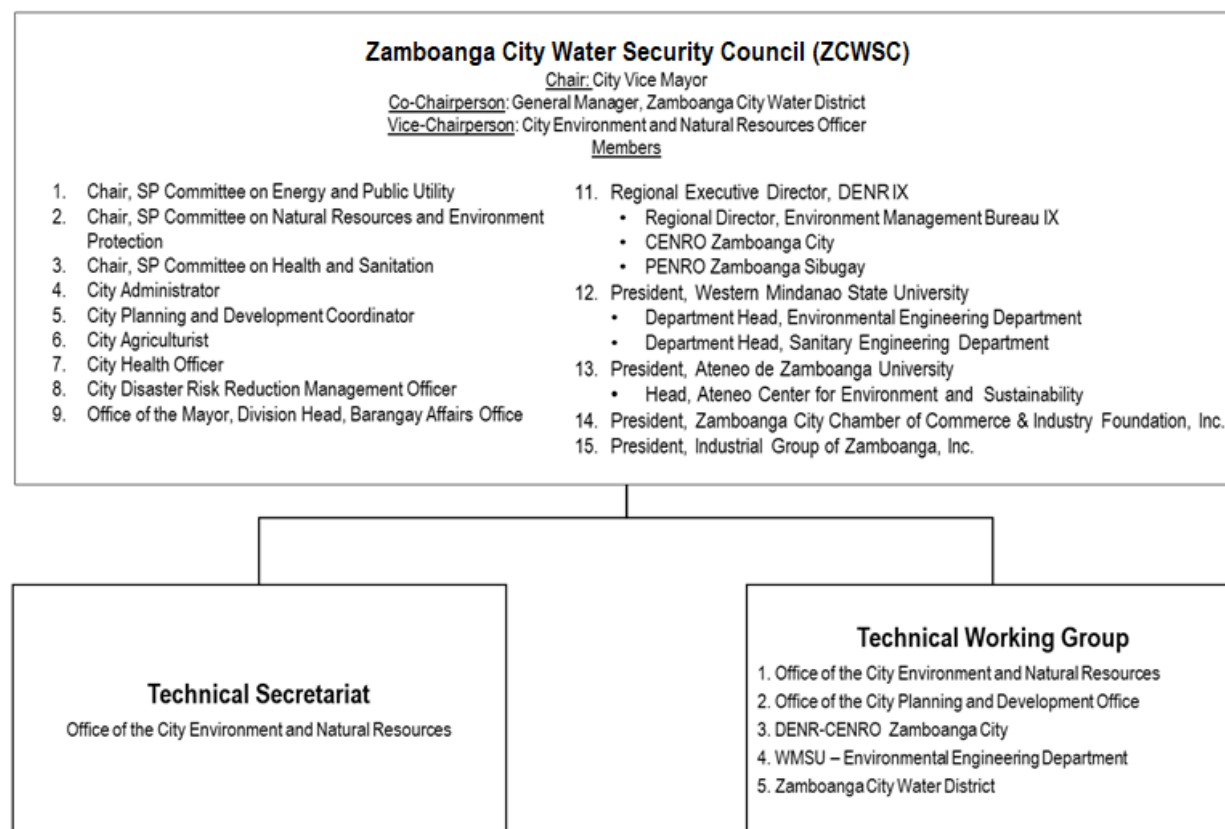 Zamboanga City Water Security Council (ZCWSC)
Chair: City Vice Mayor
Co-Chairperson: General Manager, Zamboanga City Water District
Vice-Chairperson: City Environment and Natural Resources Officer
Members
1. Chair, SP Committee on Energy and Public Utility
2. Chair, SP Committee on Natural Resources and Environment
Protection
3. Chair, SP Committee on Health and Sanitation
4. City Administrator
5. City Planning and Development Coordinator
6. City Agriculturist
7. City Health Officer
8. City Disaster Risk Reduction Management Officer
9. Office of the Mayor, Division Head, Barangay Affairs Office
11. Regional Executive Director, DENR IX
• Regional Director, Environment Management Bureau IX
• CENRO Zamboanga City
• PENRO Zamboanga Sibugay
12. President, Western Mindanao State University
• Department Head, Environmental Engineering Department
• Department Head, Sanitary Engineering Department
13. President, Ateneo de Zamboanga University
• Head, Ateneo Center for Environment and Sustainability
14. President, Zamboanga City Chamber of Commerce & Industry Foundation, Inc.
15. President, Industrial Group of Zamboanga, Inc.
Technical Secretariat
Office of the City Environment and Natural Resources
Technical Working Group
1. Office of the City Environment and Natural Resources
2. Office of the City Planning and Development Office
3. DENR-CENRO Zamboanga City
4. WMSU – Environmental Engineering Department
5. Zamboanga City Water District